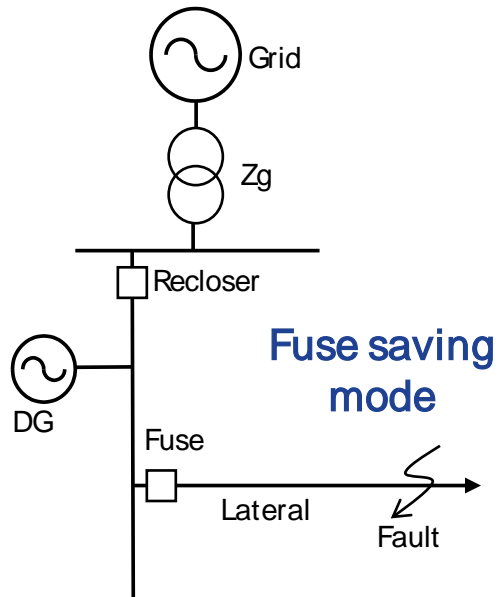 Grid
Zg
Recloser
Fuse saving
mode
DG
Fuse
Lateral
Fault